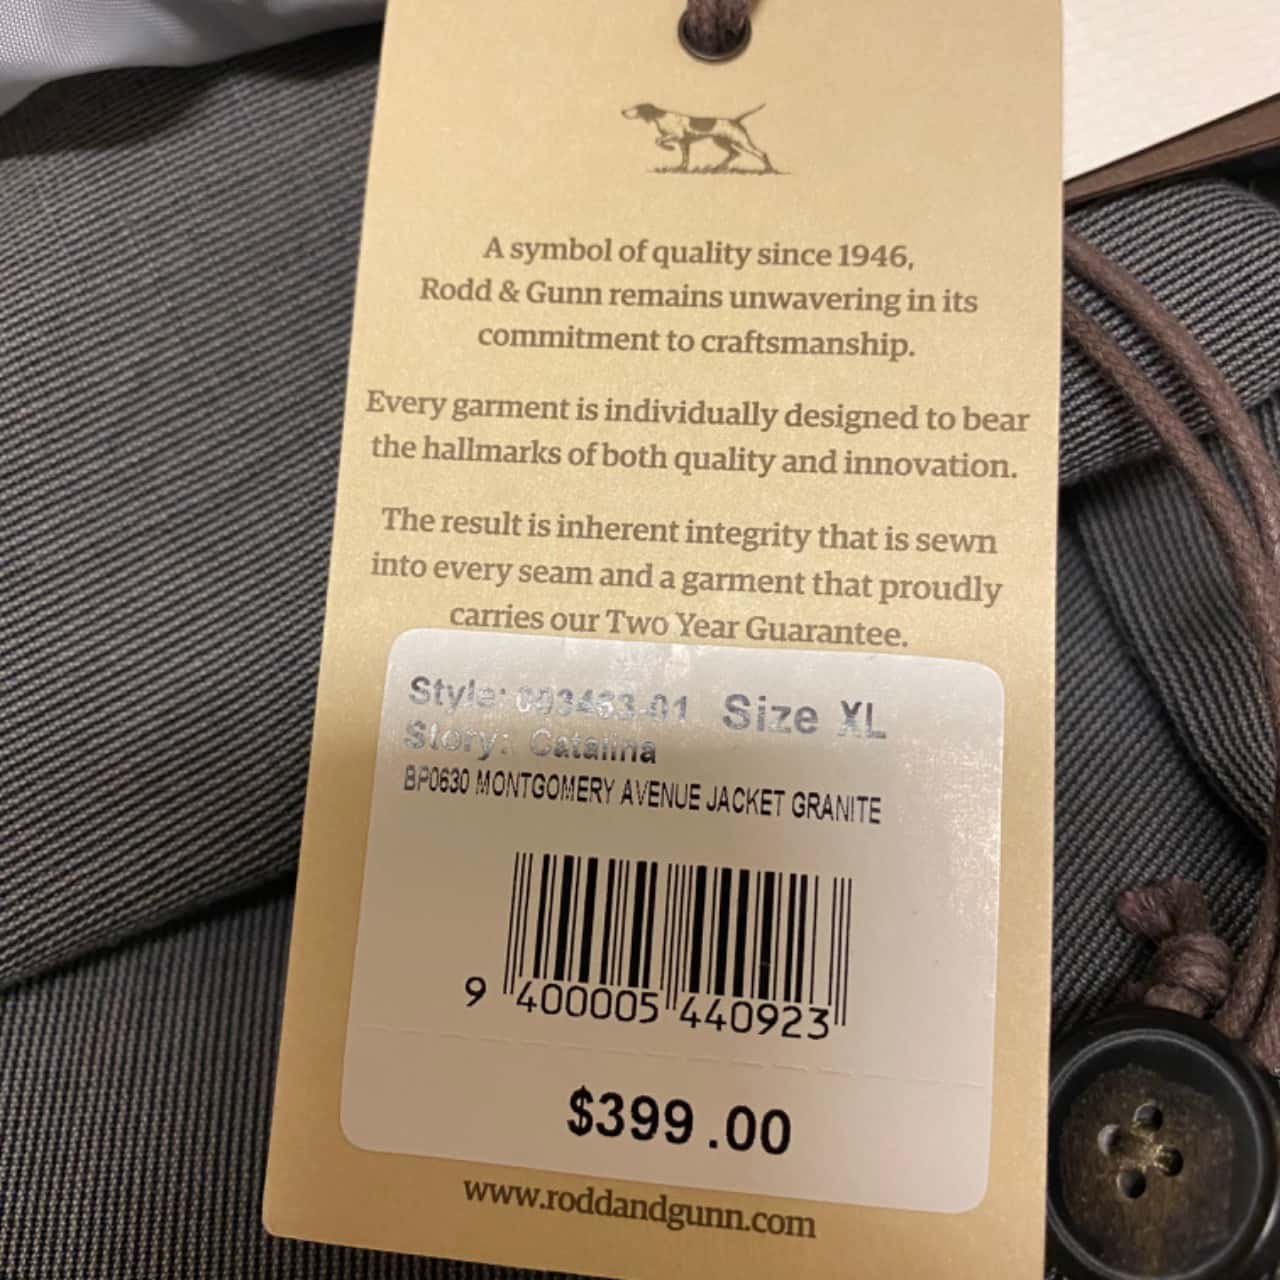 A symbol of quality since 1946,
Rodd & Gunn remains unwavering in its
commitment to craftsmanship.
Every garment is individually designed to bear
the hallmarks of both quality and innovation.
The result is inherent integrity that is sewn
into every seam and a garment that proudly
carries our Two Year Guarantee.
Style: 003463-01 Size XL
Story: Catalina
BP0630 MONTGOMERY AVENUE JACKET GRANITE
9 400005 440923
$399.00
www.roddandgunn.com